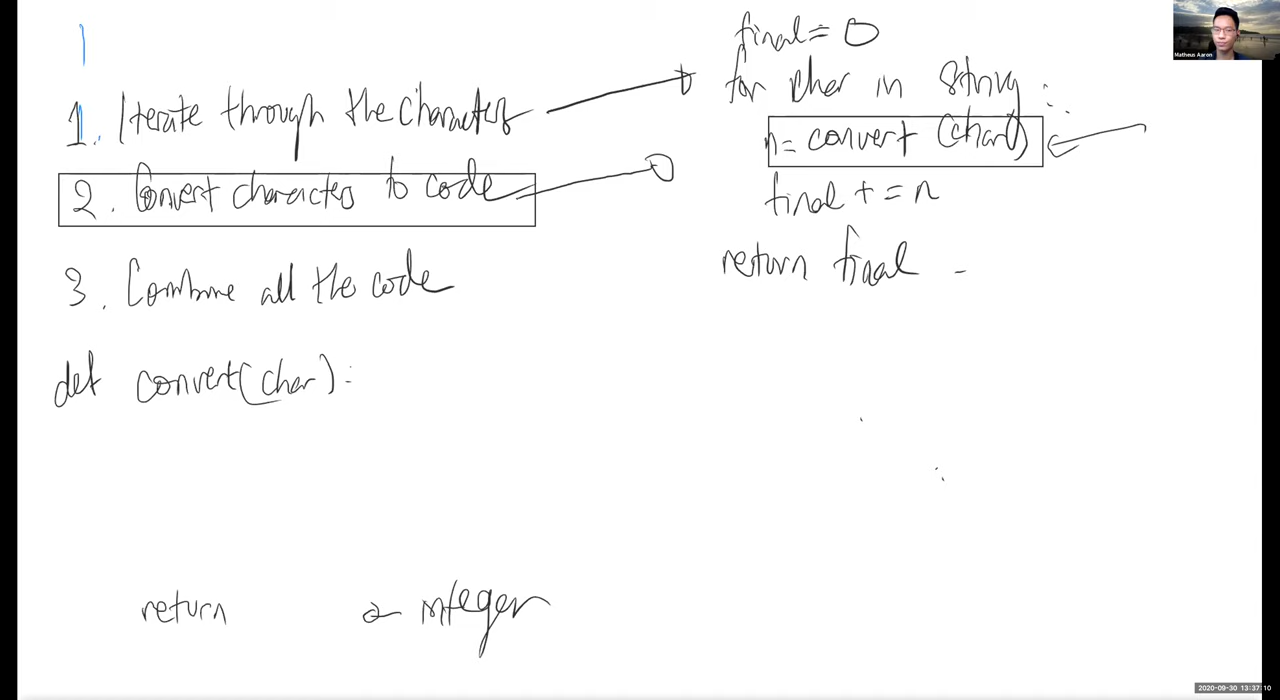 1. Iterate through the characters
2. Convert characters to code
3. Combine all the code
def convert(char):
return a integer
final = 0
for char in string:
n = convert (char)
final += n
return final
Matheus Aaron
2020-09-30 13:37:10